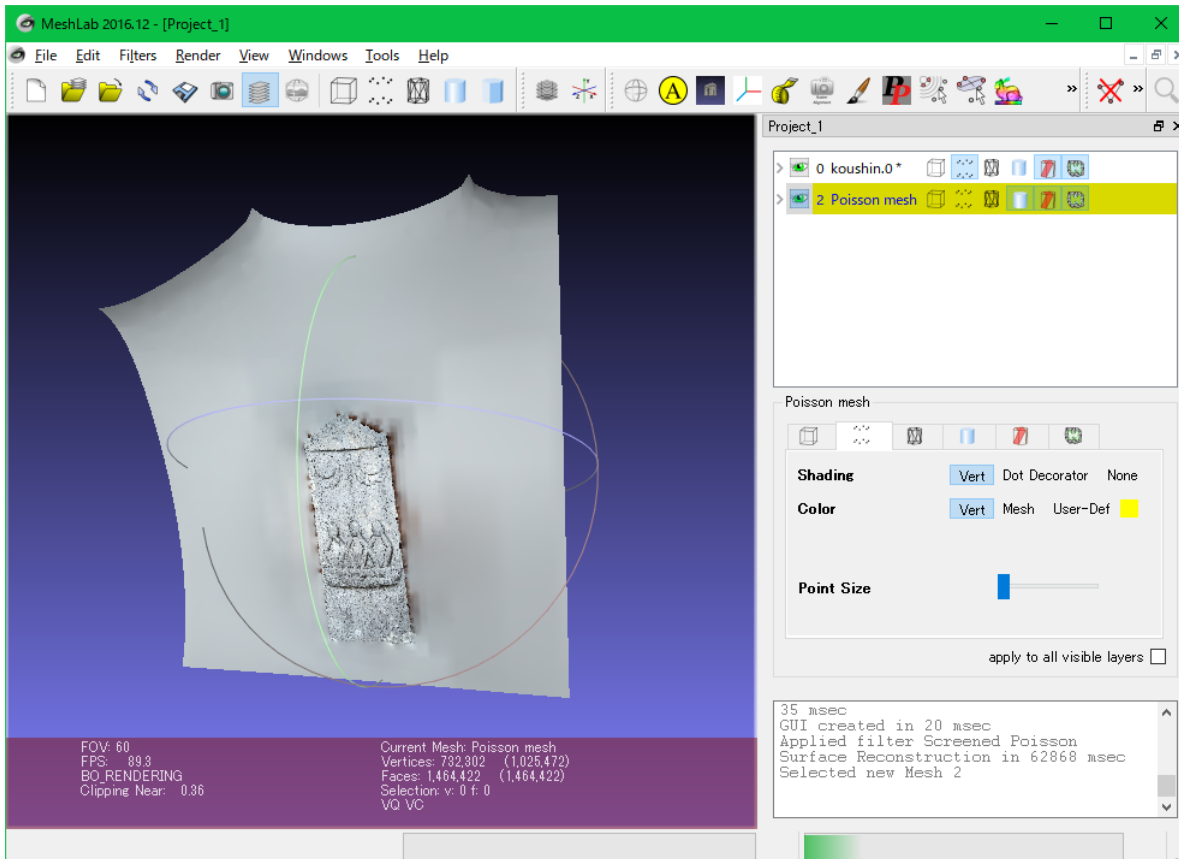 MeshLab 2016.12 - [Project_1]
File Edit Filters Render View Windows Tools Help
A
PP
Project_1
0 koushin.0 *
2 Poisson mesh
Poisson mesh
Shading Vert Dot Decorator None
Color Vert Mesh User-Def
Point Size
apply to all visible layers
35 msec
GUI created in 20 msec
Applied filter Screened Poisson
Surface Reconstruction in 62868 msec
Selected new Mesh 2
FOV: 60
FPS: 89.3
BO_RENDERING
Clipping Near: 0.36
Current Mesh: Poisson mesh
Vertices: 732,302 (1,025,472)
Faces: 1,464,422 (1,464,422)
Selection: v: 0 f: 0
VQ VC